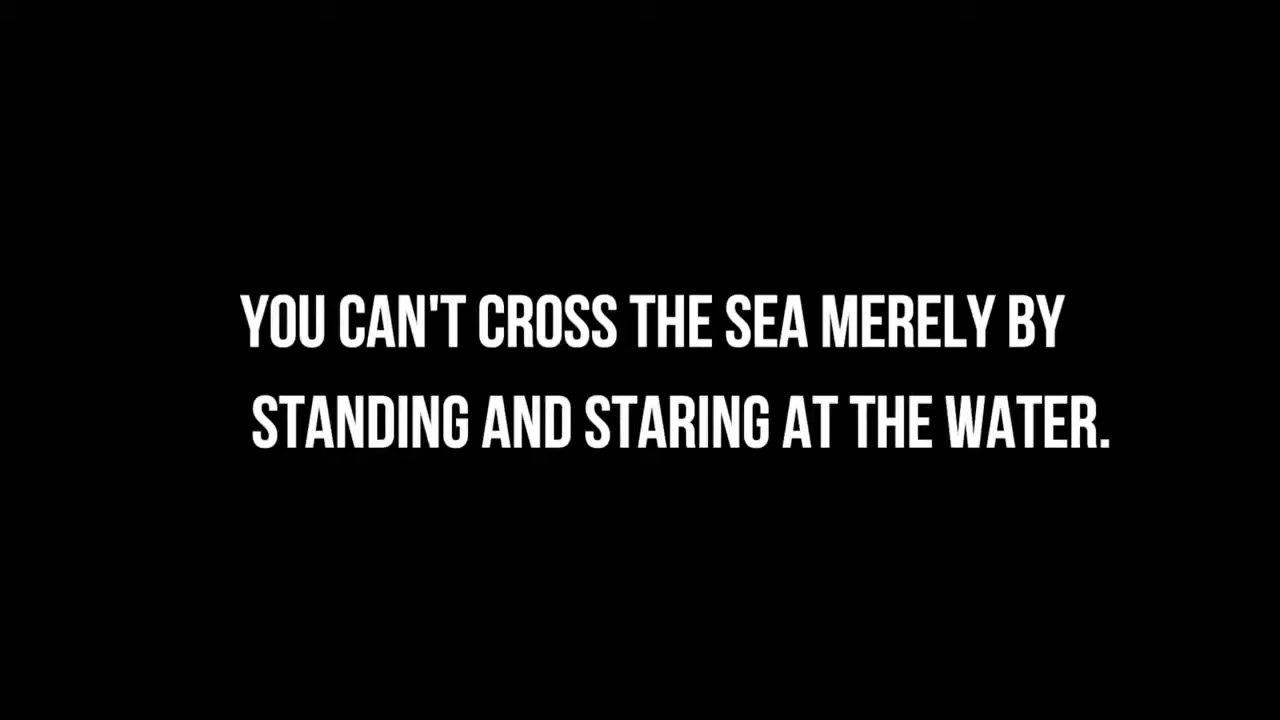 YOU CAN'T CROSS THE SEA MERELY BY
STANDING AND STARING AT THE WATER.